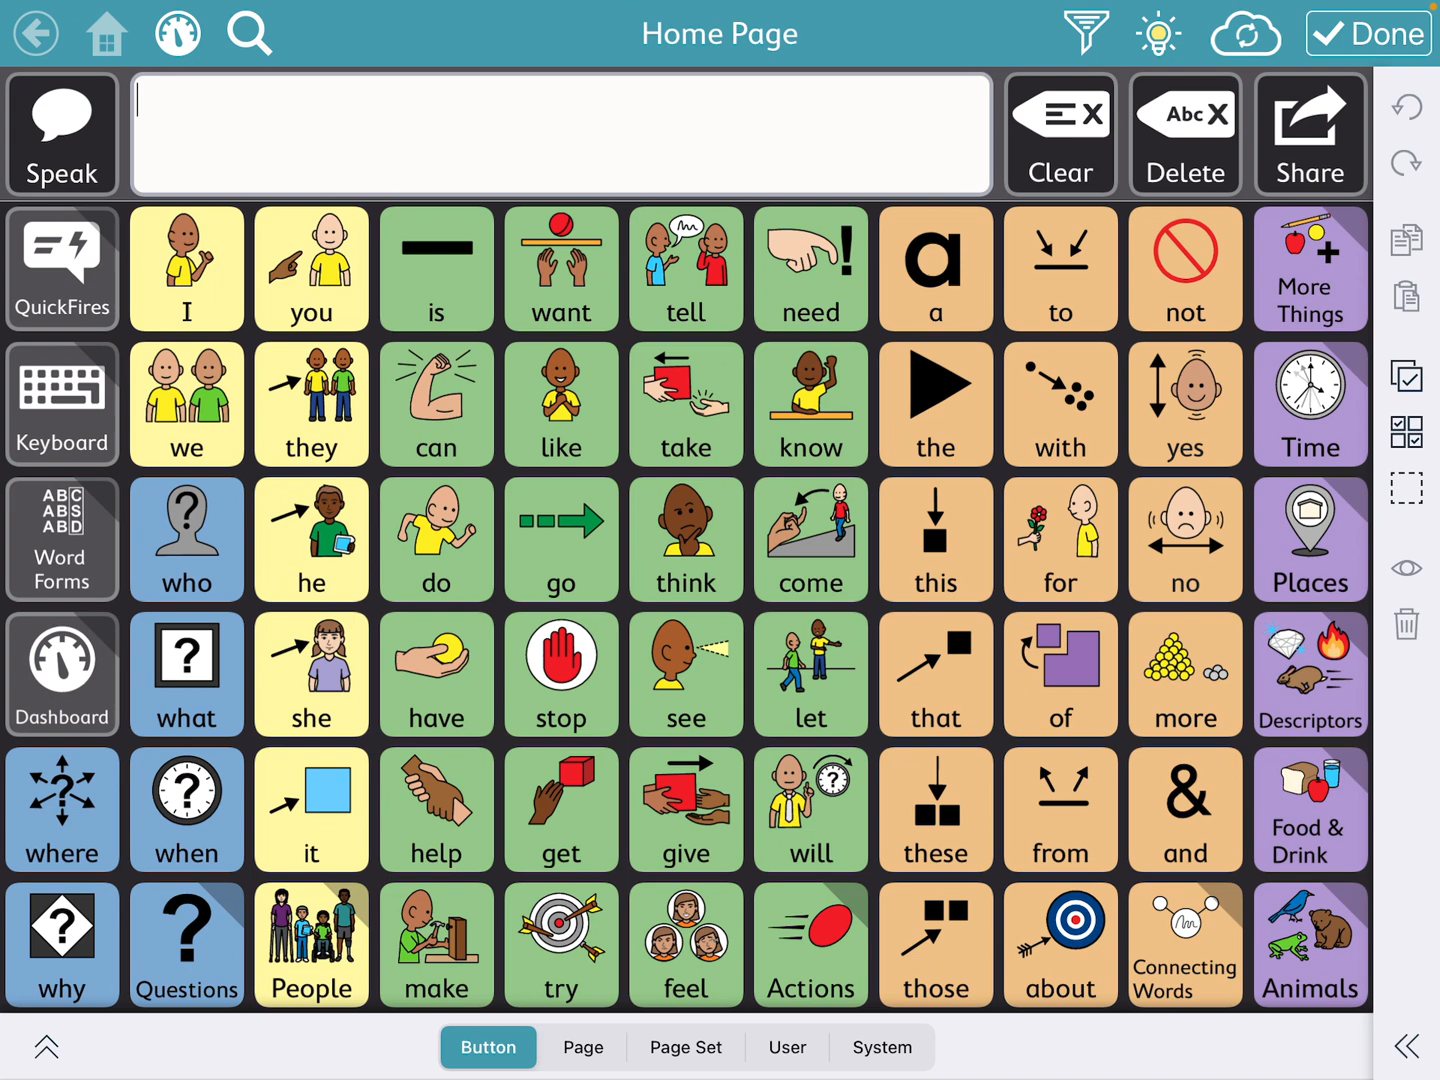 Home Page
Done
Speak
Clear
Abc X
Delete
Share
QuickFires
I
you
is
want
tell
need
a
a
to
not
More
Things
Keyboard
we
they
can
like
take
know
the
with
yes
Time
ABC
ABS
ABD
Word
Forms
who
he
do
go
think
come
this
for
no
Places
Dashboard
what
she
have
stop
see
let
that
of
more
Descriptors
where
when
it
help
get
give
will
these
from
&
and
Food &
Drink
why
Questions
People
make
try
feel
Actions
those
about
Connecting
Words
Animals
Button
Page
Page Set
User
System